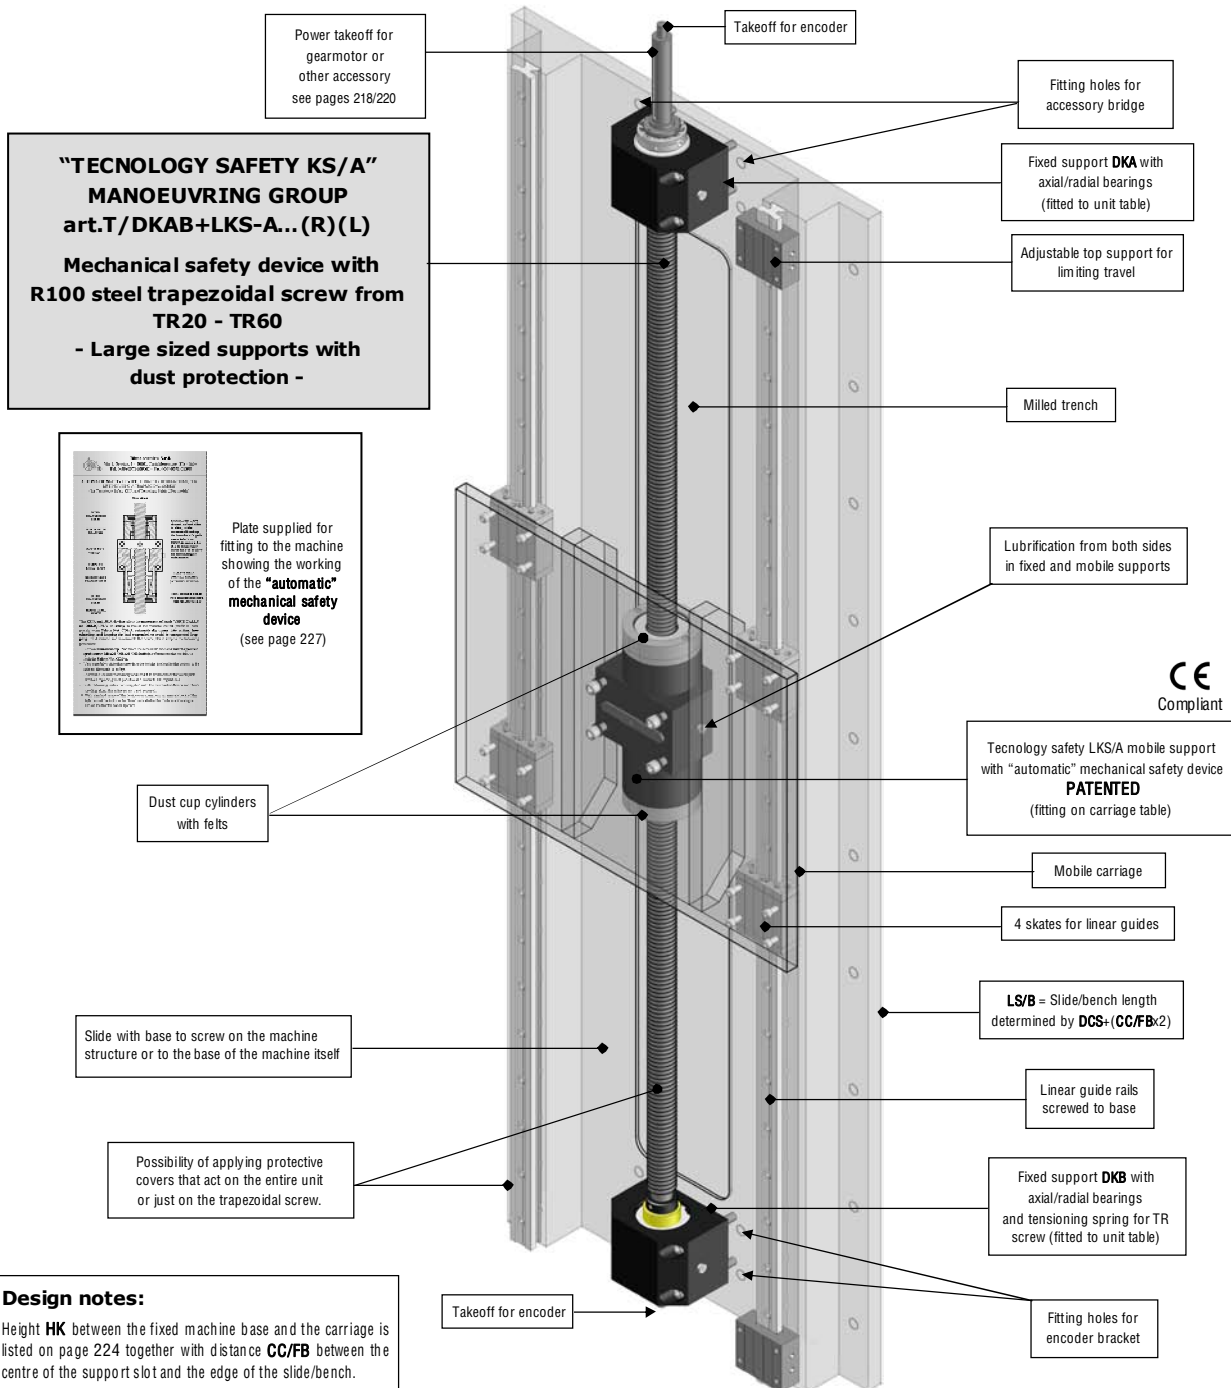 Power takeoff for
gearmotor or
other accessory
see pages 218/220
Takeoff for encoder
Fitting holes for
accessory bridge
"TECNOLOGY SAFETY KS/A"
MANOEUVRING GROUP
art.T/DKAB+LKS-A...(R)(L)
Mechanical safety device with
R100 steel trapezoidal screw from
TR20 - TR60
- Large sized supports with
dust protection -
Fixed support DKA with
axial/radial bearings
(fitted to unit table)
Adjustable top support for
limiting travel
Milled trench
Plate supplied for
fitting to the machine
showing the working
of the "automatic"
mechanical safety
device
(see page 227)
Lubrification from both sides
in fixed and mobile supports
CE
Compliant
Tecnology safety LKS/A mobile support
with "automatic" mechanical safety device
PATENTED
(fitting on carriage table)
Dust cup cylinders
with felts
Mobile carriage
4 skates for linear guides
LS/B = Slide/bench length
determined by DCS+(CC/FBx2)
Slide with base to screw on the machine
structure or to the base of the machine itself
Linear guide rails
screwed to base
Possibility of applying protective
covers that act on the entire unit
or just on the trapezoidal screw.
Fixed support DKB with
axial/radial bearings
and tensioning spring for TR
screw (fitted to unit table)
Takeoff for encoder
Fitting holes for
encoder bracket
Design notes:
Height HK between the fixed machine base and the carriage is
listed on page 224 together with distance CC/FB between the
centre of the support slot and the edge of the slide/bench.